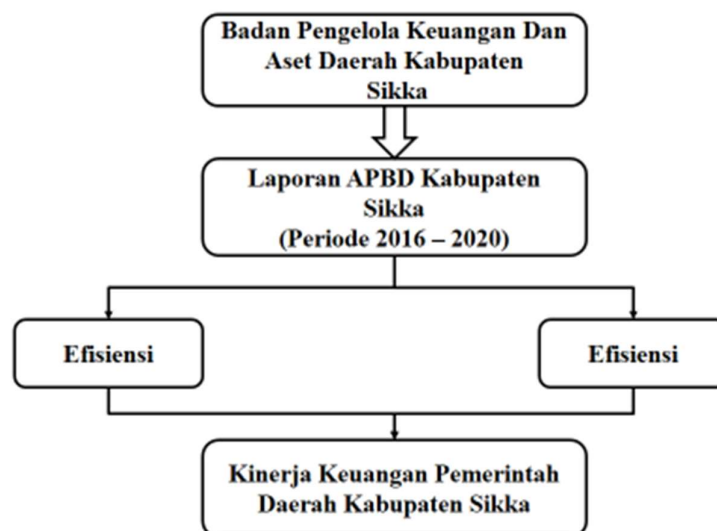 Badan Pengelola Keuangan Dan
Aset Daerah Kabupaten
Sikka
Laporan APBD Kabupaten
Sikka
(Periode 2016 – 2020)
Efisiensi
Efisiensi
Kinerja Keuangan Pemerintah
Daerah Kabupaten Sikka